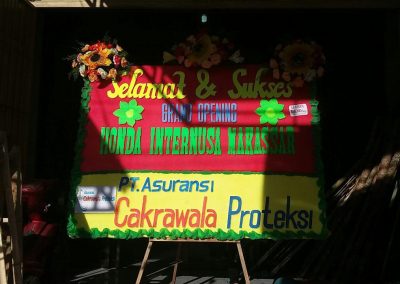 Selamat & Sukses
GRAND OPENING
HONDA INTERNUSA MAKASSAR
PT. Asuransi
Cakrawala Proteksi